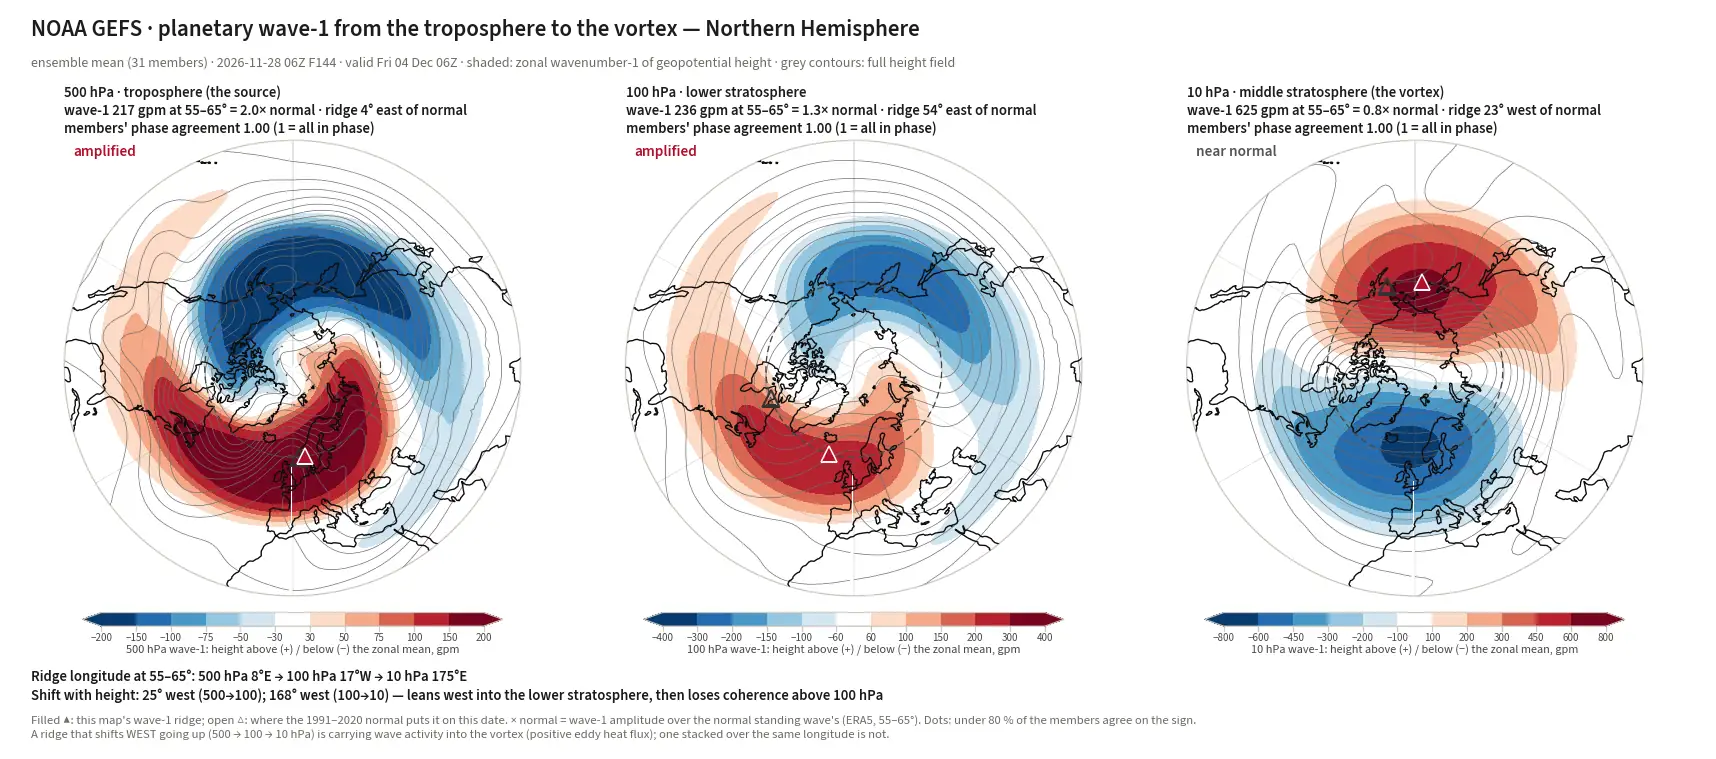 NOAA GEFS · planetary wave-1 from the troposphere to the vortex — Northern Hemisphere
ensemble mean (31 members) · 2026-11-28 06Z F144 · valid Fri 04 Dec 06Z · shaded: zonal wavenumber-1 of geopotential height · grey contours: full height field
500 hPa · troposphere (the source)
wave-1 217 gpm at 55–65° = 2.0× normal · ridge 4° east of normal
members' phase agreement 1.00 (1 = all in phase)
amplified
100 hPa · lower stratosphere
wave-1 236 gpm at 55–65° = 1.3× normal · ridge 54° east of normal
members' phase agreement 1.00 (1 = all in phase)
amplified
10 hPa · middle stratosphere (the vortex)
wave-1 625 gpm at 55–65° = 0.8× normal · ridge 23° west of normal
members' phase agreement 1.00 (1 = all in phase)
near normal
−200 −150 −100 −75 −50 −30 30 50 75 100 150 200
500 hPa wave-1: height above (+) / below (−) the zonal mean, gpm
−400 −300 −200 −150 −100 −60 60 100 150 200 300 400
100 hPa wave-1: height above (+) / below (−) the zonal mean, gpm
−800 −600 −450 −300 −200 −100 100 200 300 450 600 800
10 hPa wave-1: height above (+) / below (−) the zonal mean, gpm
Ridge longitude at 55–65°: 500 hPa 8°E → 100 hPa 17°W → 10 hPa 175°E
Shift with height: 25° west (500→100); 168° west (100→10) — leans west into the lower stratosphere, then loses coherence above 100 hPa
Filled ▲: this map's wave-1 ridge; open △: where the 1991–2020 normal puts it on this date. × normal = wave-1 amplitude over the normal standing wave's (ERA5, 55–65°). Dots: under 80 % of the members agree on the sign.
A ridge that shifts WEST going up (500 → 100 → 10 hPa) is carrying wave activity into the vortex (positive eddy heat flux); one stacked over the same longitude is not.